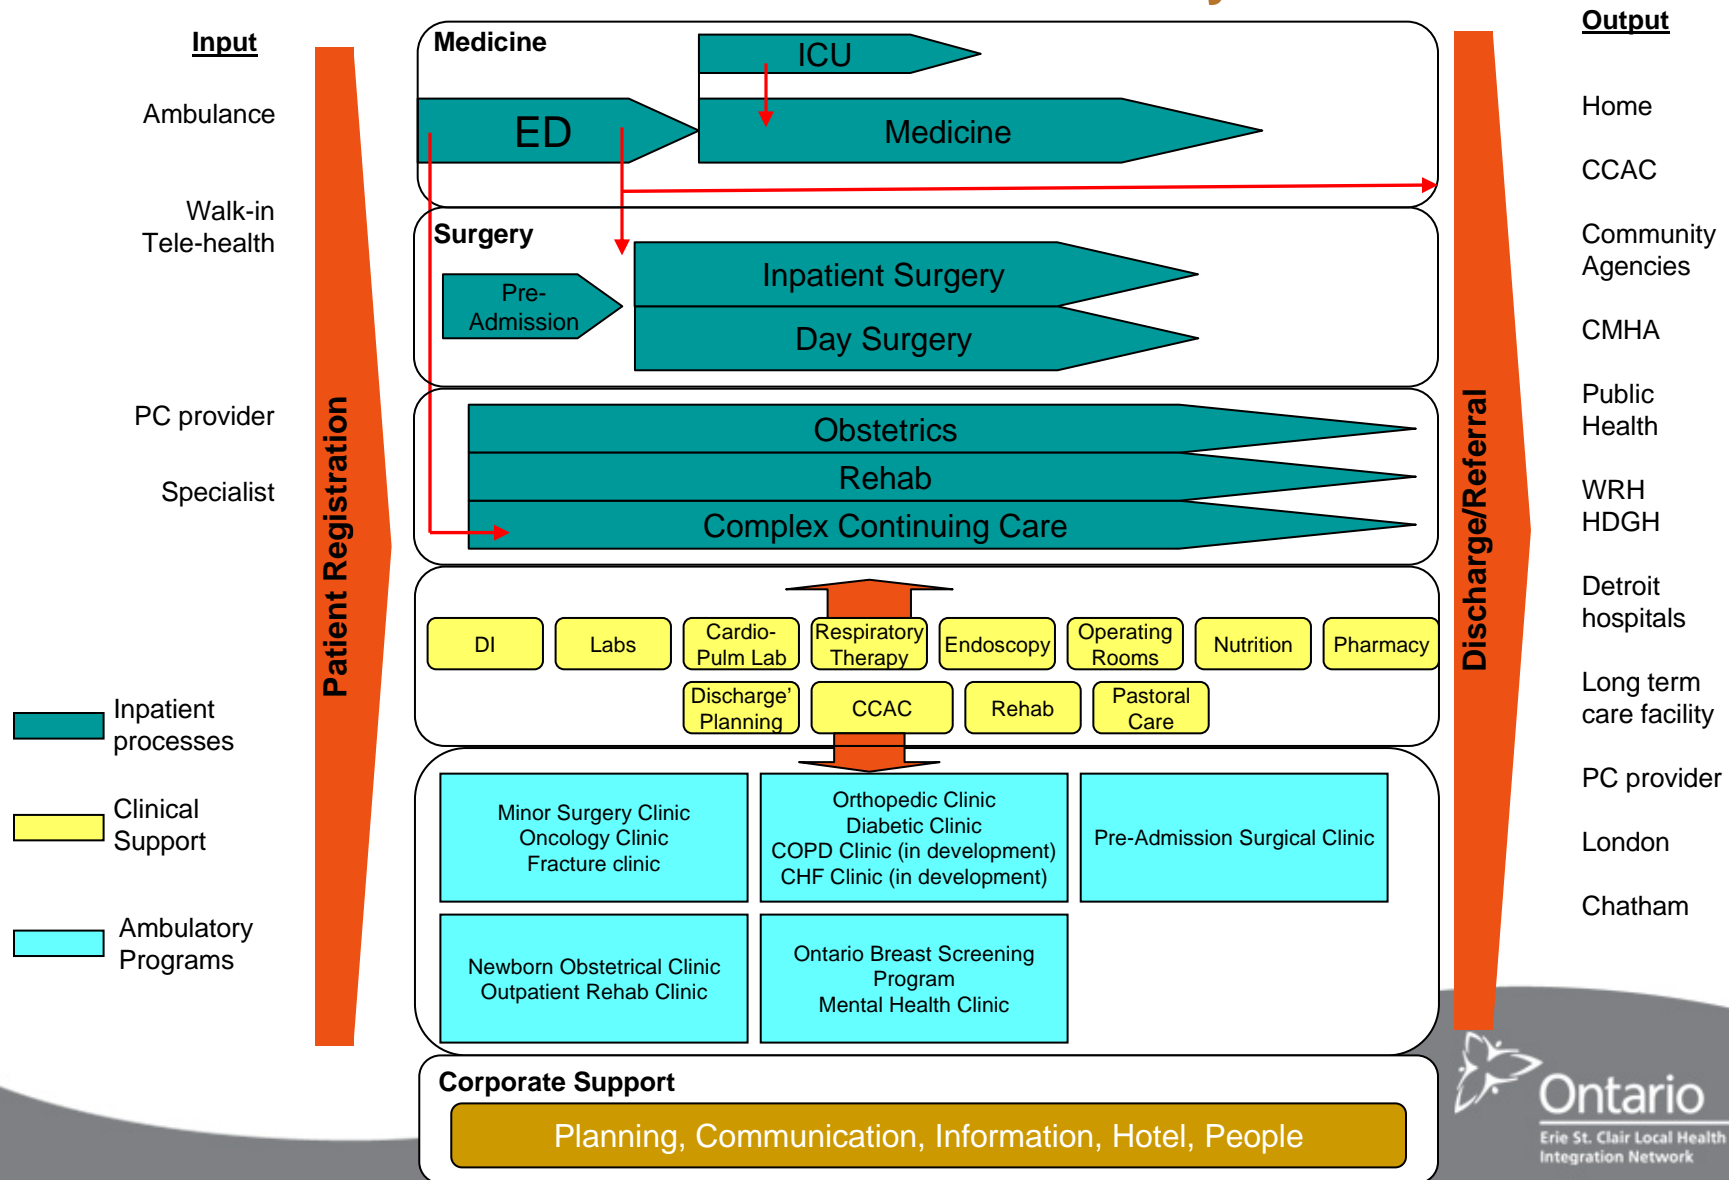 Input
Ambulance
Walk-in
Tele-health
PC provider
Specialist
Inpatient
processes
Clinical
Support
Ambulatory
Programs
Patient Registration
Medicine
ICU
ED
Medicine
Surgery
Pre-
Admission
Inpatient Surgery
Day Surgery
Obstetrics
Rehab
Complex Continuing Care
DI
Labs
Cardio-
Pulm Lab
Respiratory
Therapy
Endoscopy
Operating
Rooms
Nutrition
Pharmacy
Discharge'
Planning
CCAC
Rehab
Pastoral
Care
Minor Surgery Clinic
Oncology Clinic
Fracture clinic
Orthopedic Clinic
Diabetic Clinic
COPD Clinic (in development)
CHF Clinic (in development)
Pre-Admission Surgical Clinic
Newborn Obstetrical Clinic
Outpatient Rehab Clinic
Ontario Breast Screening
Program
Mental Health Clinic
Corporate Support
Planning, Communication, Information, Hotel, People
Discharge/Referral
Output
Home
CCAC
Community
Agencies
CMHA
Public
Health
WRH
HDGH
Detroit
hospitals
Long term
care facility
PC provider
London
Chatham
Ontario
Erie St. Clair Local Health
Integration Network